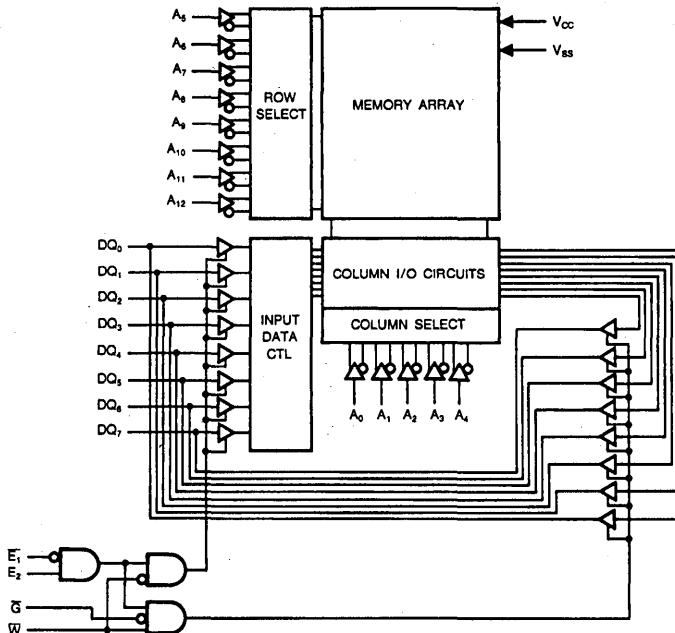 A5
VCC
A6
VSS
A7
A8
ROW
SELECT
MEMORY ARRAY
A9
A10
A11
A12
DQ0
DQ1
COLUMN I/O CIRCUITS
DQ2
DQ3
INPUT
DATA
CTL
COLUMN SELECT
DQ4
DQ5
DQ6
A0 A1 A2 A3 A4
DQ7
E̅1
E2
G̅
W̅